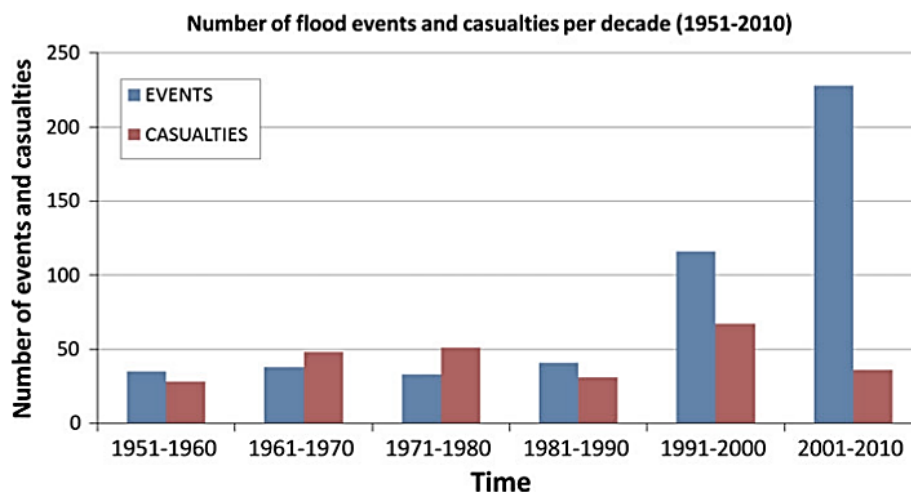 Number of flood events and casualties per decade (1951-2010)
Number of events and casualties
250
200
150
100
50
0
EVENTS
CASUALTIES
1951-1960 1961-1970 1971-1980 1981-1990 1991-2000 2001-2010
Time